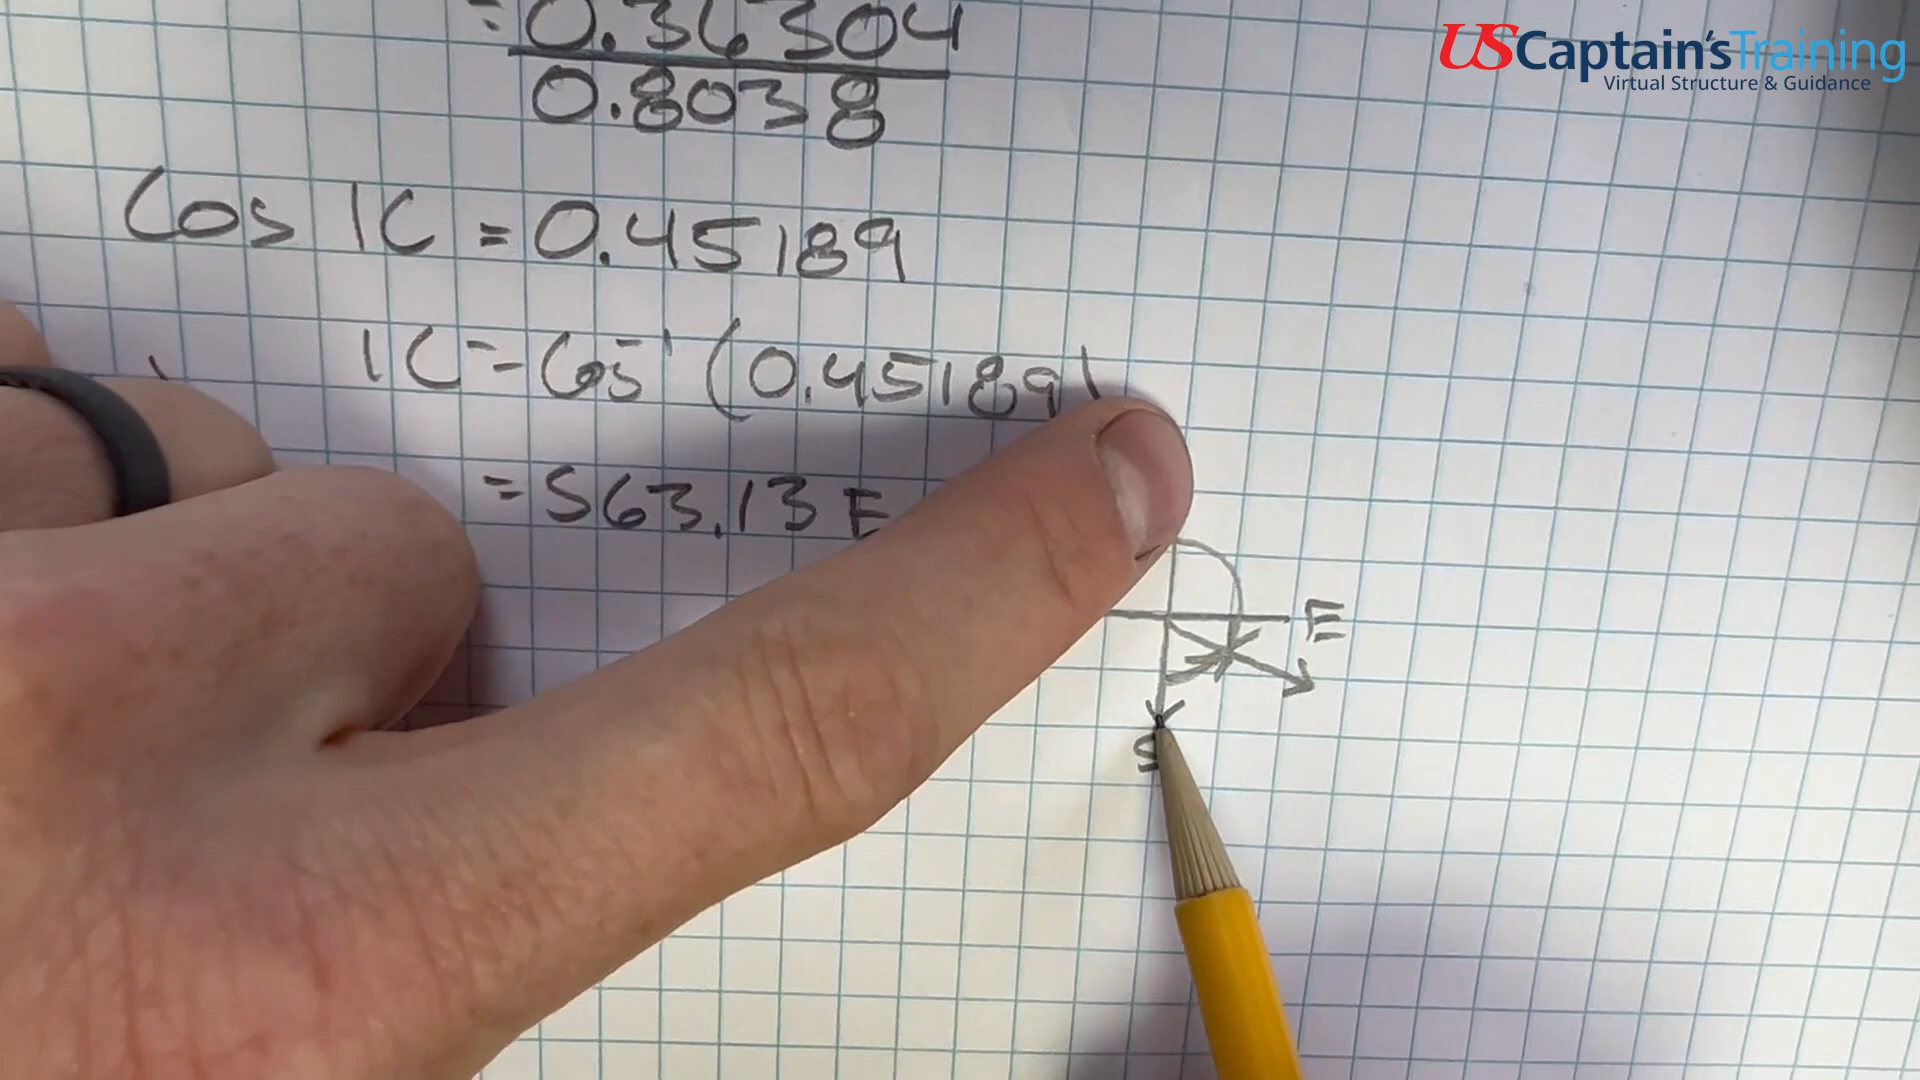 = 0.36304
0.8038
USCaptain'sTraining
Virtual Structure & Guidance
Cos IC = 0.45189
IC = Cos⁻¹ (0.45189)
= S63.13 E
E
S